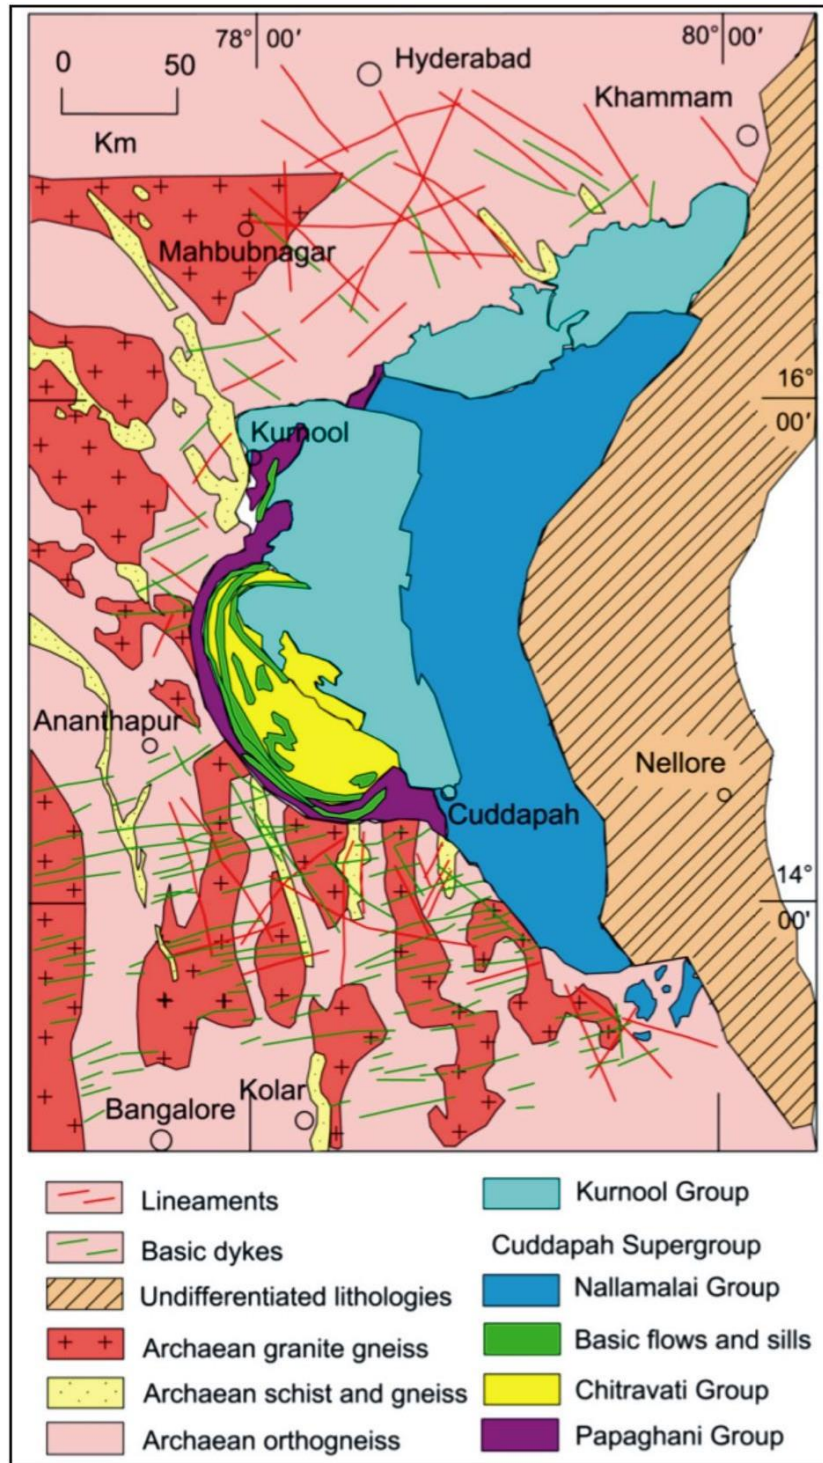 78° 00′
80° 00′
0 50
Km
Hyderabad
Khammam
Mahbubnagar
16°
00′
Kurnool
Ananthapur
Nellore
Cuddapah
14°
00′
Kolar
Bangalore
Lineaments
Basic dykes
Undifferentiated lithologies
Archaean granite gneiss
Archaean schist and gneiss
Archaean orthogneiss
Kurnool Group
Cuddapah Supergroup
Nallamalai Group
Basic flows and sills
Chitravati Group
Papaghani Group